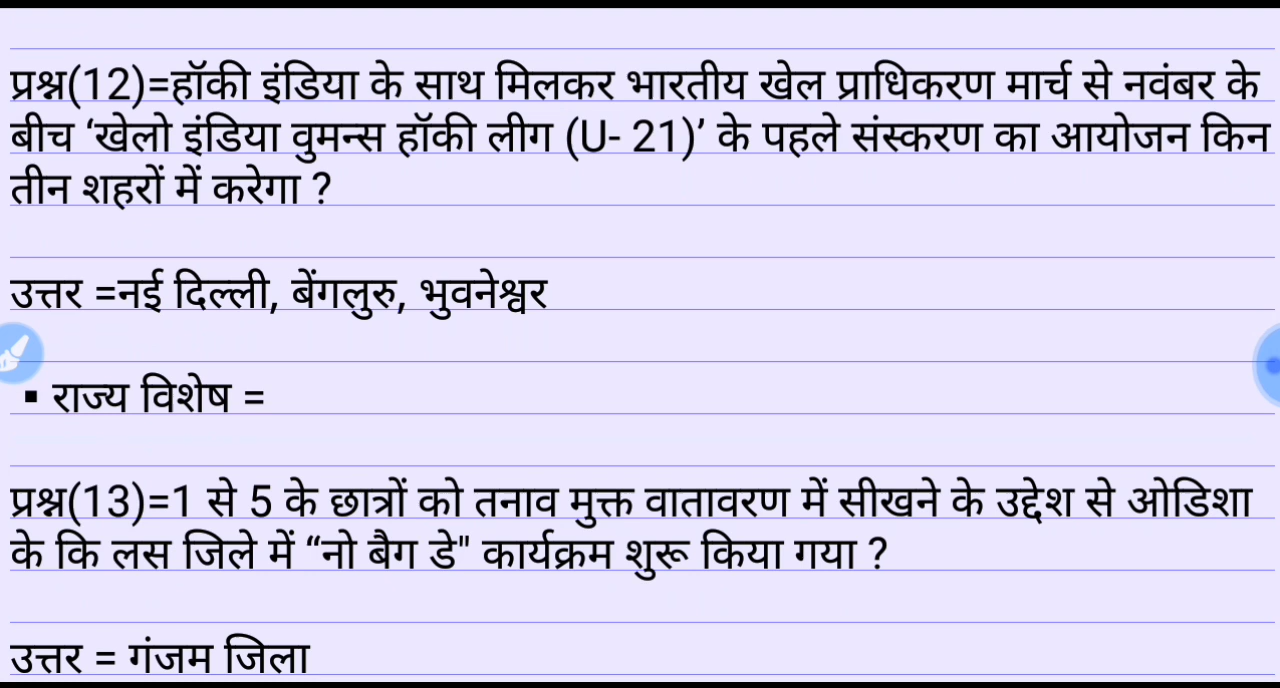 प्रश्न(12)=हॉकी इंडिया के साथ मिलकर भारतीय खेल प्राधिकरण मार्च से नवंबर के
बीच ‘खेलो इंडिया वुमन्स हॉकी लीग (U- 21)’ के पहले संस्करण का आयोजन किन
तीन शहरों में करेगा ?
उत्तर =नई दिल्ली, बेंगलुरु, भुवनेश्वर
▪ राज्य विशेष =
प्रश्न(13)=1 से 5 के छात्रों को तनाव मुक्त वातावरण में सीखने के उद्देश से ओडिशा
के कि लस जिले में “नो बैग डे" कार्यक्रम शुरू किया गया ?
उत्तर = गंजम जिला